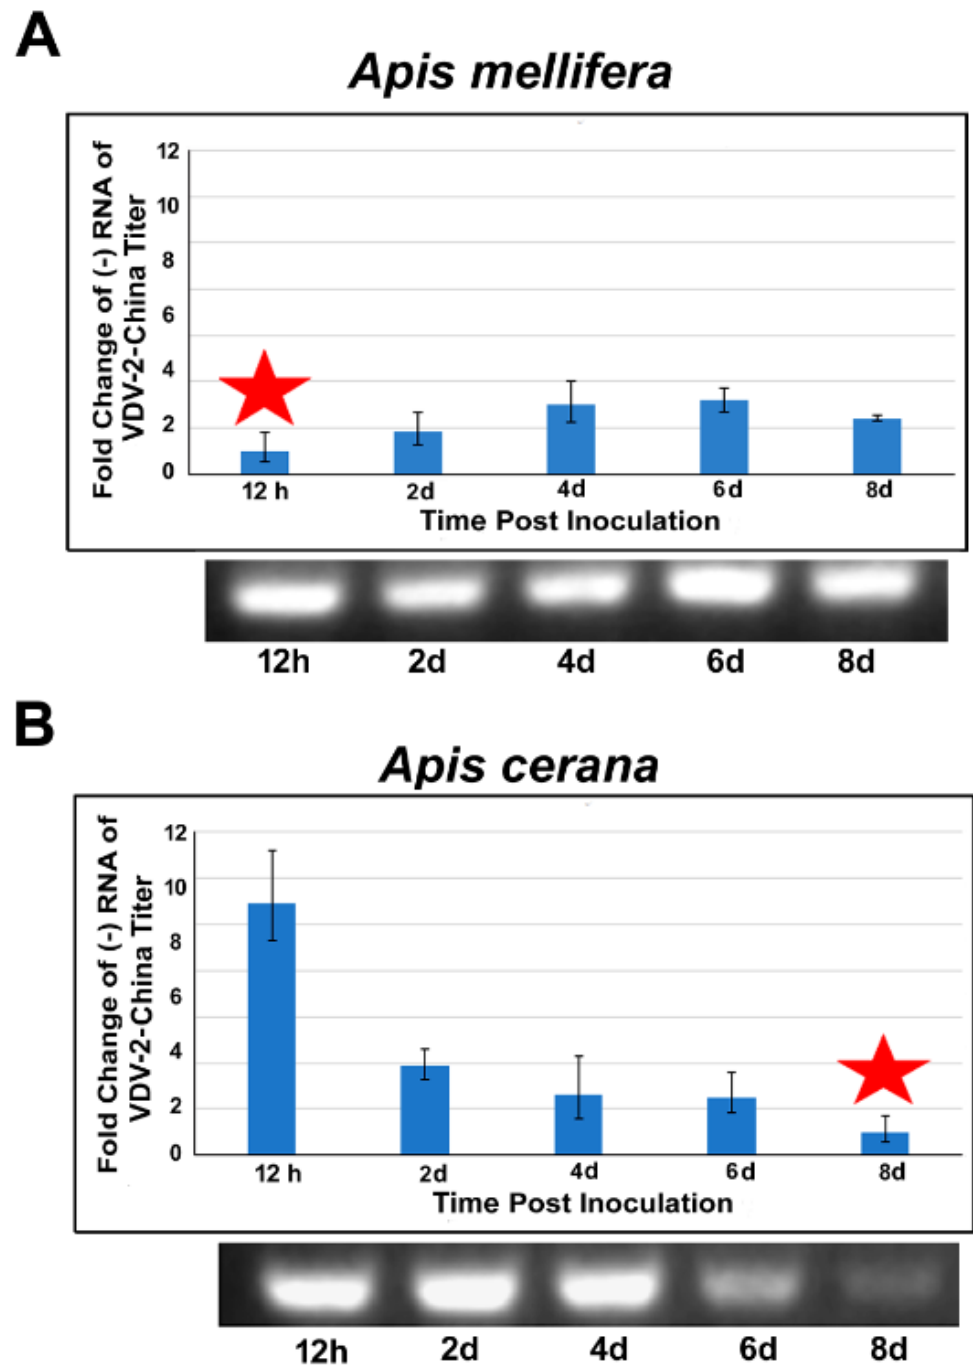 A
Apis mellifera
Fold Change of (-) RNA of
VDV-2-China Titer
12
10
8
6
4
2
0
12 h 2d 4d 6d 8d
Time Post Inoculation
12h 2d 4d 6d 8d
B
Apis cerana
Fold Change of (-) RNA of
VDV-2-China Titer
12
10
8
6
4
2
0
12 h 2d 4d 6d 8d
Time Post Inoculation
12h 2d 4d 6d 8d